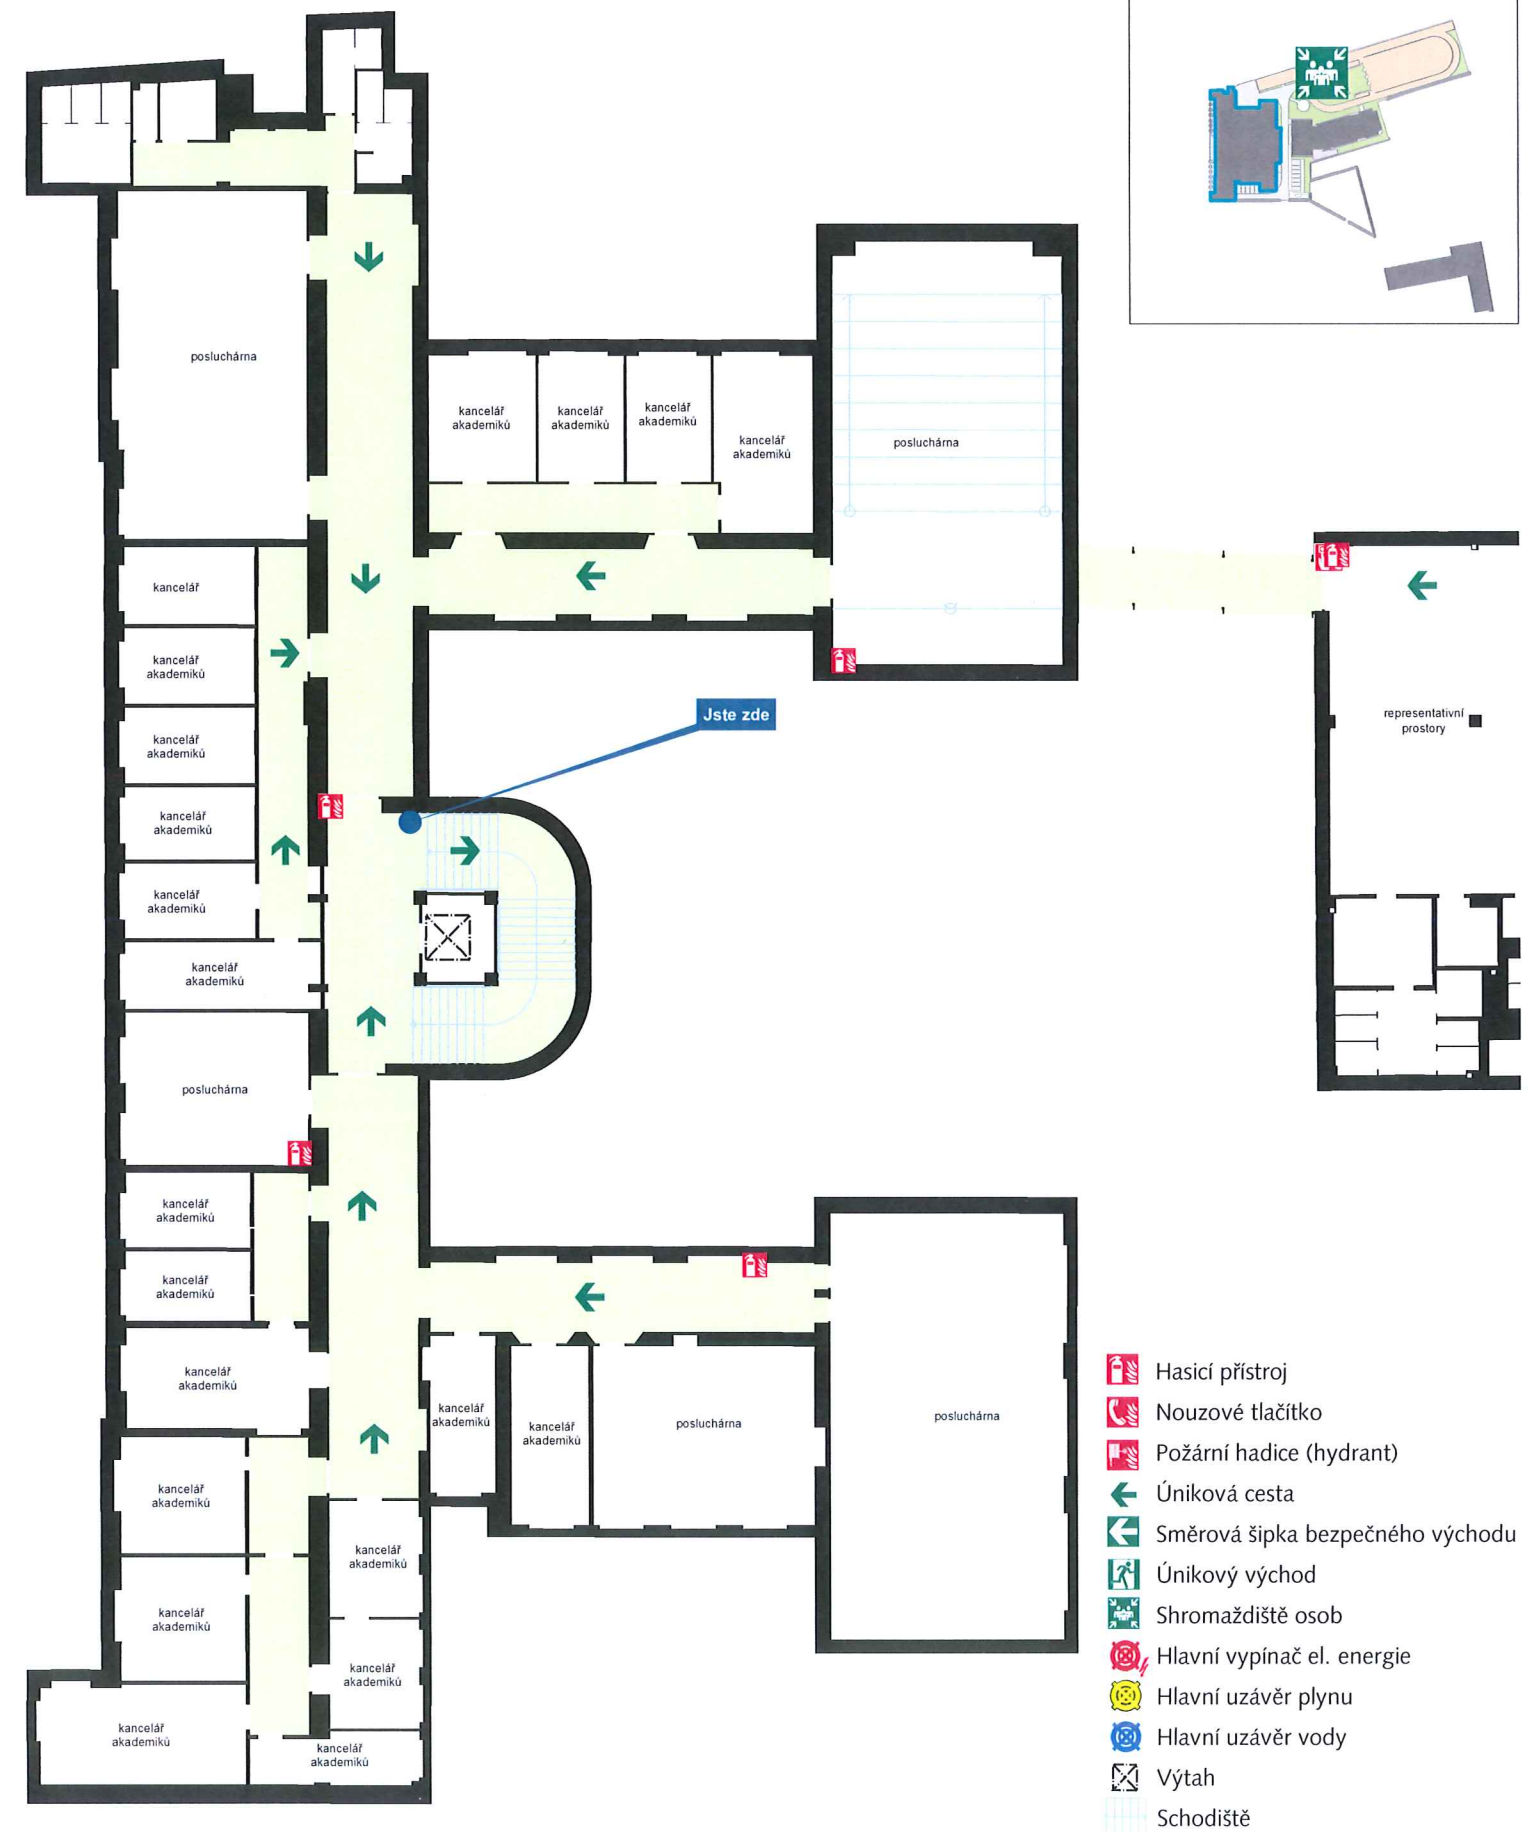 posluchárna
kancelář
akademiků
kancelář
akademiků
kancelář
akademiků
kancelář
akademiků
posluchárna
kancelář
kancelář
akademiků
kancelář
akademiků
kancelář
akademiků
kancelář
akademiků
kancelář
akademiků
Jste zde
representativní
prostory
posluchárna
kancelář
akademiků
kancelář
akademiků
kancelář
akademiků
kancelář
akademiků
kancelář
akademiků
posluchárna
posluchárna
kancelář
akademiků
kancelář
akademiků
kancelář
akademiků
kancelář
akademiků
kancelář
akademiků
kancelář
akademiků
Hasicí přístroj
Nouzové tlačítko
Požární hadice (hydrant)
Úniková cesta
Směrová šipka bezpečného východu
Únikový východ
Shromaždiště osob
Hlavní vypínač el. energie
Hlavní uzávěr plynu
Hlavní uzávěr vody
Výtah
Schodiště